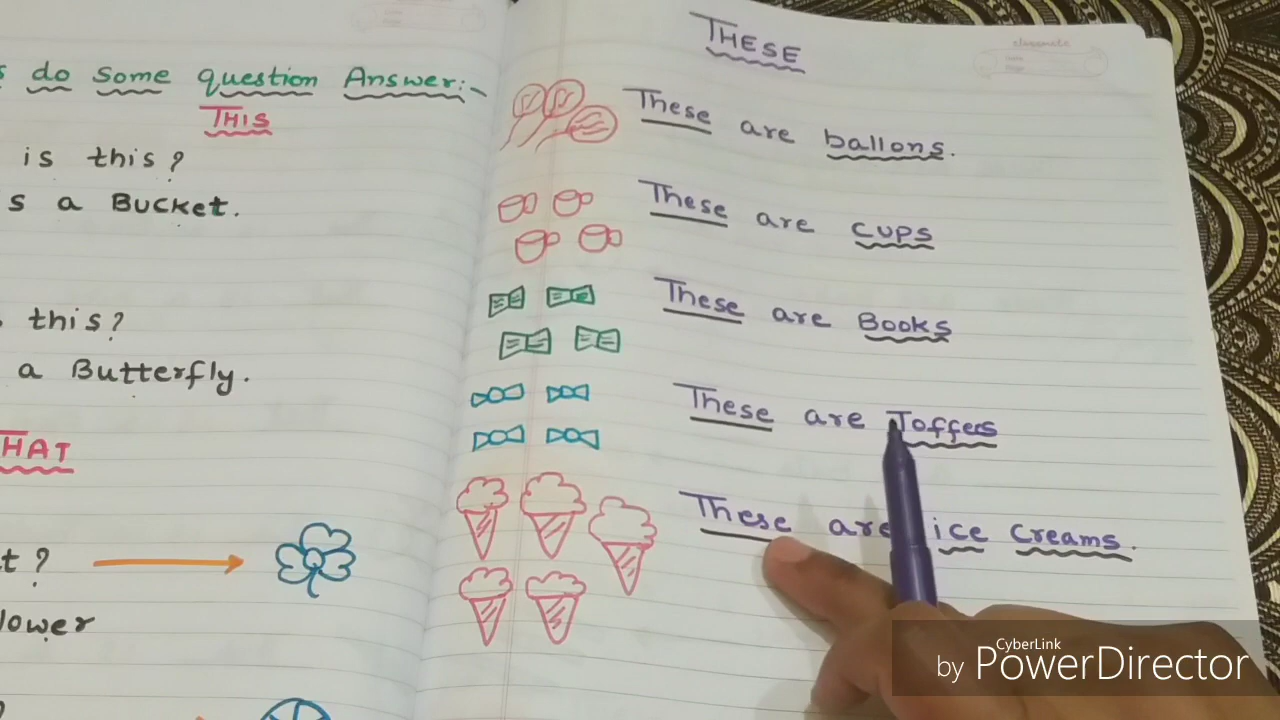 do Some question Answer:-
THIS
is this?
s a Bucket.
this?
a Butterfly.
HAT
t?
lower
?
THESE
These are ballons.
These are cups
These are Books
These are Toffees
These are ice creams.
classmate
CyberLink
by PowerDirector